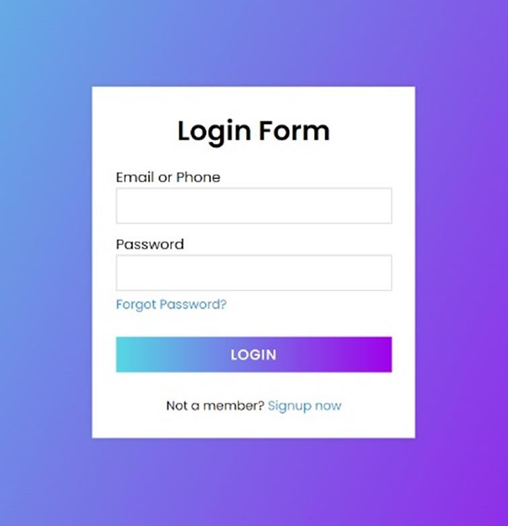 Login Form
Email or Phone
Password
Forgot Password?
LOGIN
Not a member? Signup now